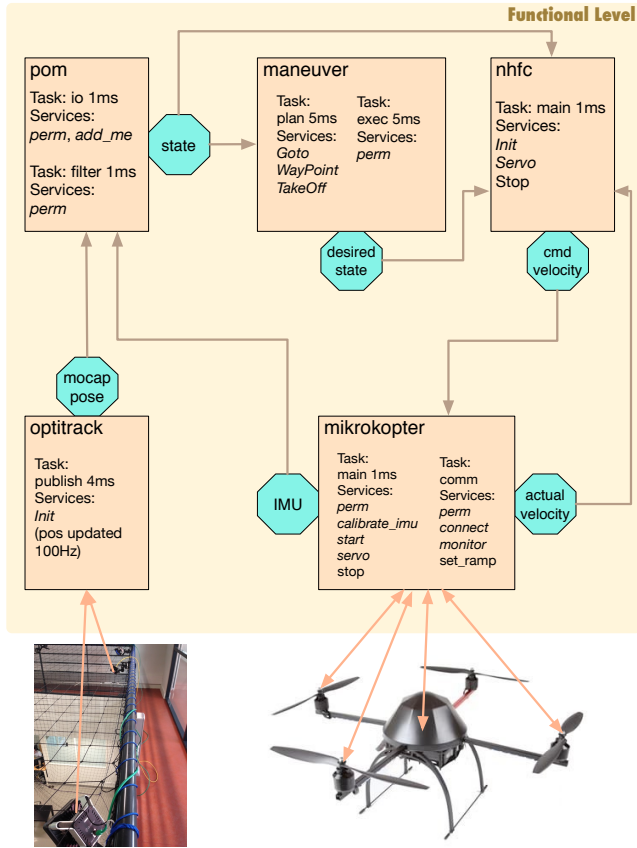 Functional Level
pom
Task: io 1ms
Services:
perm, add_me
Task: filter 1ms
Services:
perm
state
maneuver
Task:
plan 5ms
Services:
Goto
WayPoint
TakeOff
Task:
exec 5ms
Services:
perm
nhfc
Task: main 1ms
Services:
Init
Servo
Stop
desired
state
cmd
velocity
mocap
pose
optitrack
Task:
publish 4ms
Services:
Init
(pos updated
100Hz)
IMU
mikrokopter
Task:
main 1ms
Services:
perm
calibrate_imu
start
servo
stop
Task:
comm
Services:
perm
connect
monitor
set_ramp
actual
velocity